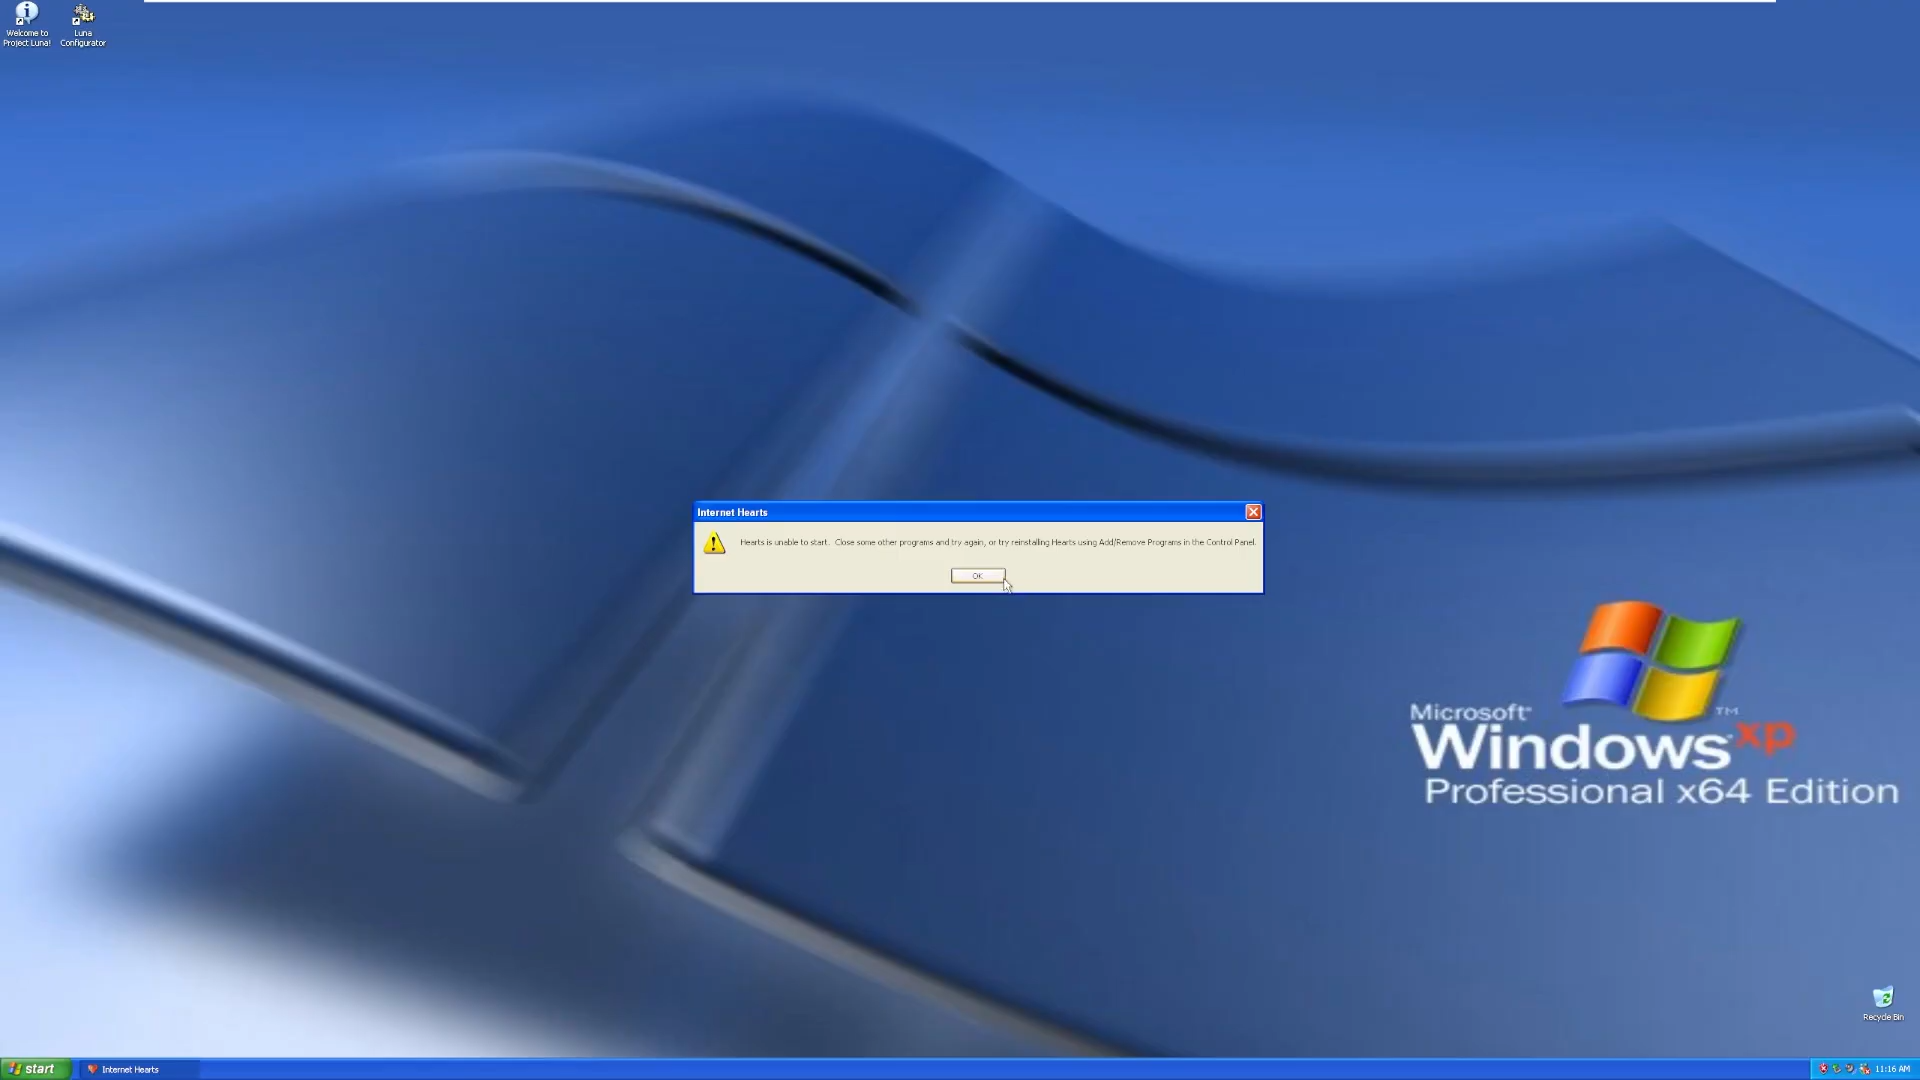 Welcome to
Project Luna!
Luna
Configurator
Internet Hearts
Hearts is unable to start.  Close some other programs and try again, or try reinstalling Hearts using Add/Remove Programs in the Control Panel.
OK
Microsoft®
Windows xp ™
Professional x64 Edition
Recycle Bin
start
Internet Hearts
11:16 AM